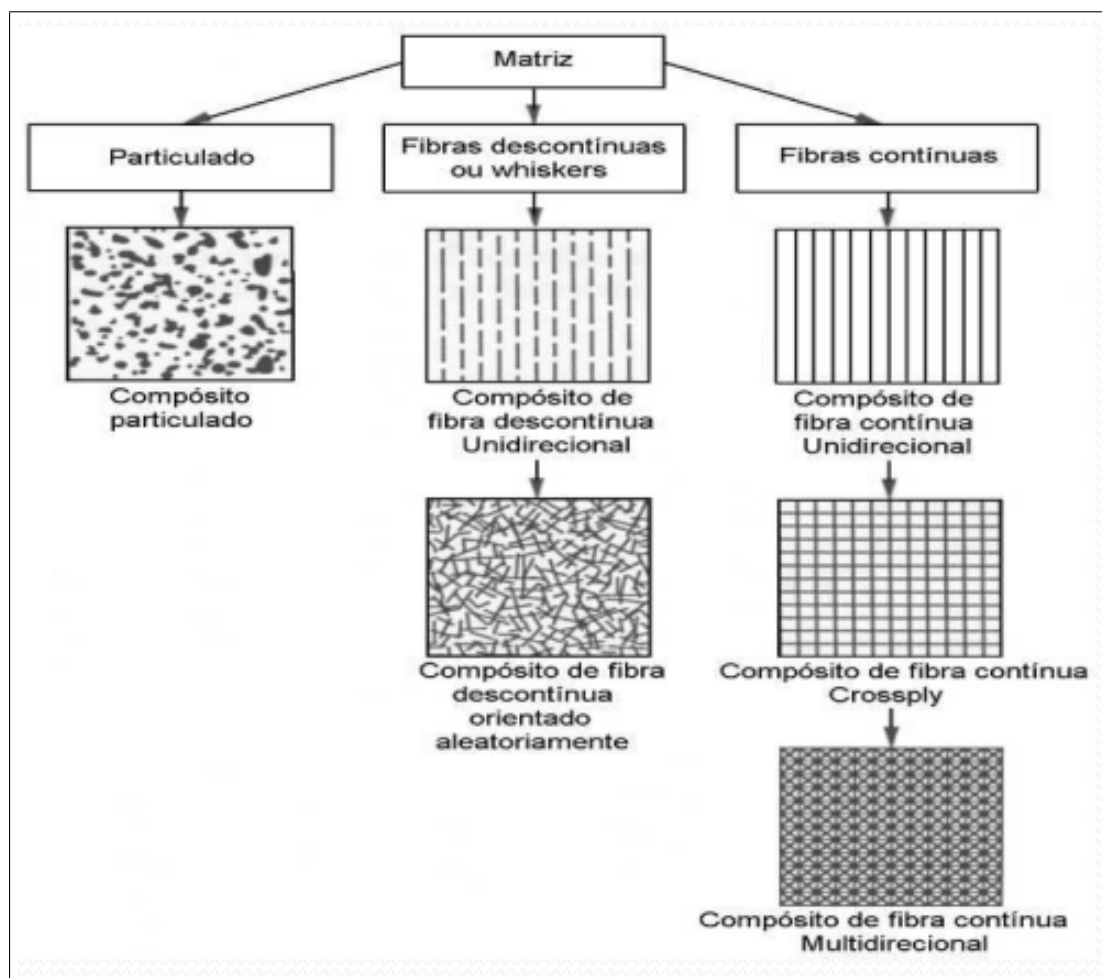 Matriz
Particulado
Fibras descontínuas
ou whiskers
Fibras contínuas
Compósito
particulado
Compósito de
fibra descontínua
Unidirecional
Compósito de
fibra contínua
Unidirecional
Compósito de fibra
descontínua
orientado
aleatoriamente
Compósito de fibra contínua
Crossply
Compósito de fibra contínua
Multidirecional